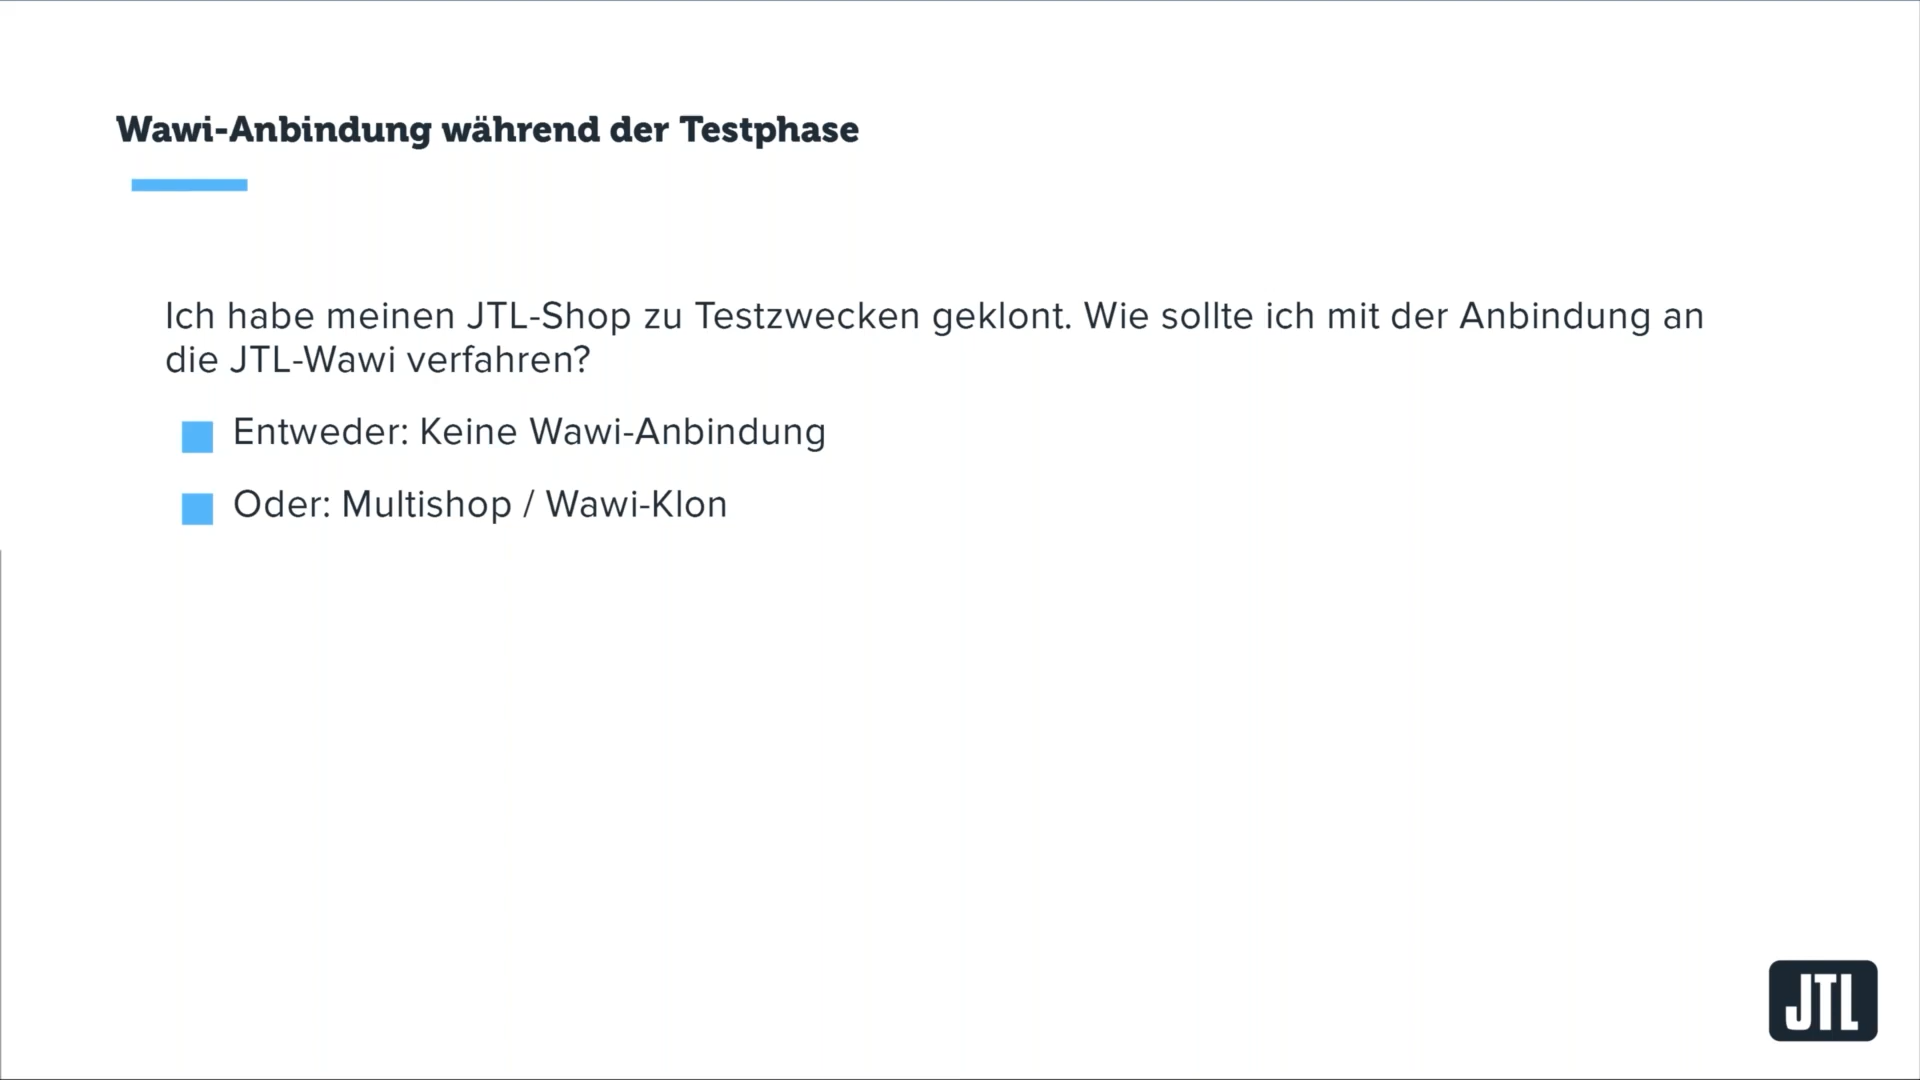 Wawi-Anbindung während der Testphase
Ich habe meinen JTL-Shop zu Testzwecken geklont. Wie sollte ich mit der Anbindung an
die JTL-Wawi verfahren?
Entweder: Keine Wawi-Anbindung
Oder: Multishop / Wawi-Klon
JTL